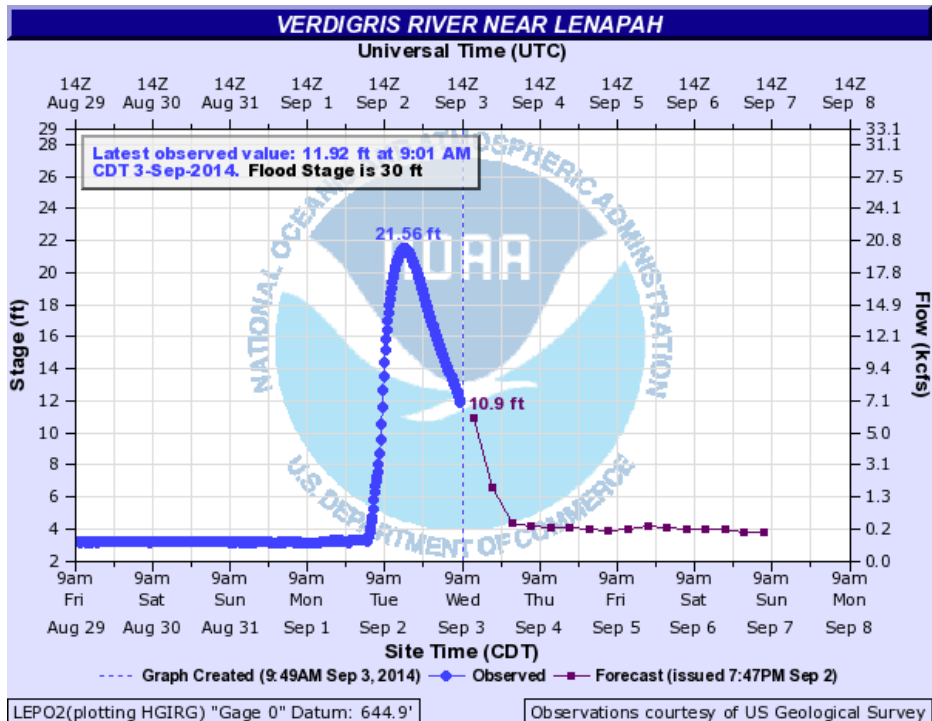 VERDIGRIS RIVER NEAR LENAPAH
Universal Time (UTC)
14Z 14Z 14Z 14Z 14Z 14Z 14Z 14Z 14Z 14Z 14Z
Aug 29 Aug 30 Aug 31 Sep 1 Sep 2 Sep 3 Sep 4 Sep 5 Sep 6 Sep 7 Sep 8
Latest observed value: 11.92 ft at 9:01 AM
CDT 3-Sep-2014. Flood Stage is 30 ft
Stage (ft)
29
28
26
24
22
20
18
16
14
12
10
8
6
4
2
21.56 ft
10.9 ft
NOAA
NATIONAL OCEANIC AND ATMOSPHERIC ADMINISTRATION
U.S. DEPARTMENT OF COMMERCE
33.1
31.1
27.5
24.1
20.8
17.8
14.9
12.1
9.4
7.1
5.0
3.1
1.3
0.2
0.0
Flow (kcfs)
9am 9am 9am 9am 9am 9am 9am 9am 9am 9am 9am
Fri Sat Sun Mon Tue Wed Thu Fri Sat Sun Mon
Aug 29 Aug 30 Aug 31 Sep 1 Sep 2 Sep 3 Sep 4 Sep 5 Sep 6 Sep 7 Sep 8
Site Time (CDT)
Graph Created (9:49AM Sep 3, 2014) Observed Forecast (issued 7:47PM Sep 2)
LEPO2(plotting HGIRG) "Gage 0" Datum: 644.9'
Observations courtesy of US Geological Survey